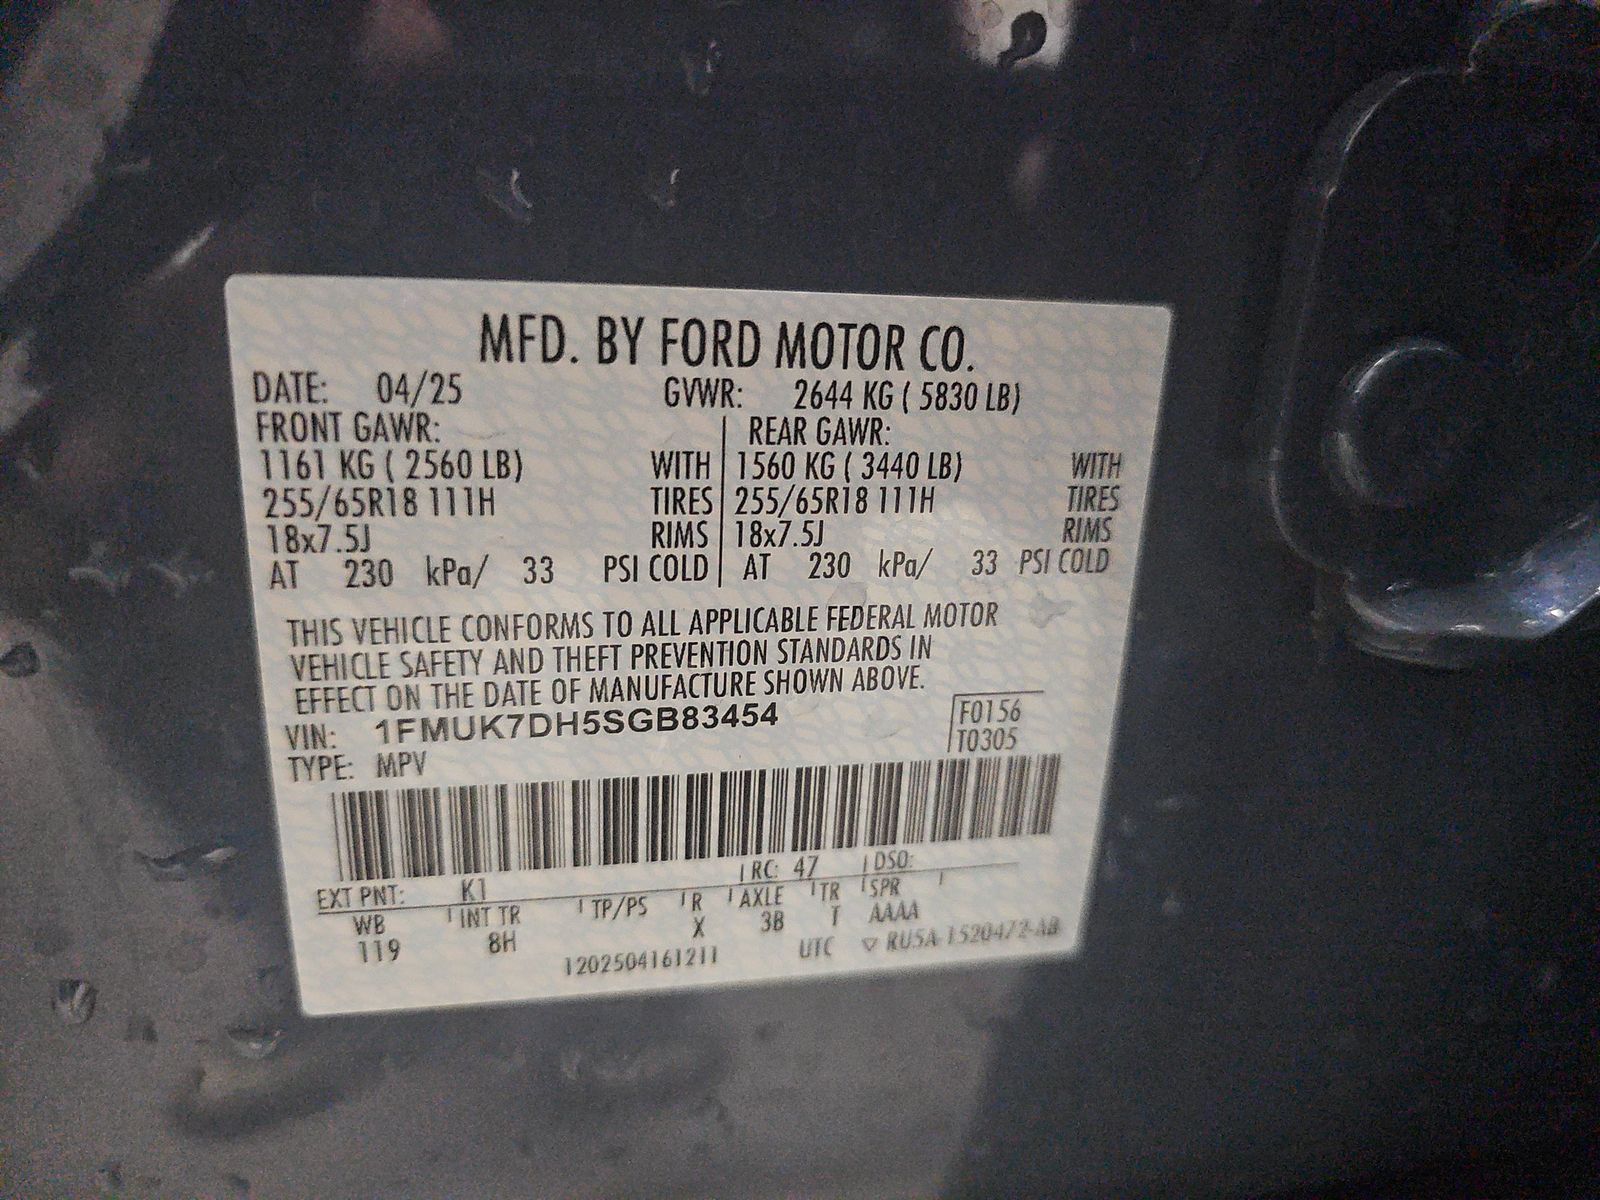 MFD. BY FORD MOTOR CO.
DATE: 04/25 GVWR: 2644 KG ( 5830 LB)
FRONT GAWR: REAR GAWR:
1161 KG ( 2560 LB) WITH 1560 KG ( 3440 LB) WITH
255/65R18 111H TIRES 255/65R18 111H TIRES
18x7.5J RIMS 18x7.5J RIMS
AT 230 kPa/ 33 PSI COLD AT 230 kPa/ 33 PSI COLD
THIS VEHICLE CONFORMS TO ALL APPLICABLE FEDERAL MOTOR
VEHICLE SAFETY AND THEFT PREVENTION STANDARDS IN
EFFECT ON THE DATE OF MANUFACTURE SHOWN ABOVE.
VIN: 1FMUK7DH5SGB83454 F0156
TYPE: MPV T0305
EXT PNT: K1 RC: 47 DSO:
WB INT TR TP/PS R AXLE TR SPR
119 8H X 3B T AAAA
1202504161211 UTC ▽ RU5A-1520472-AB